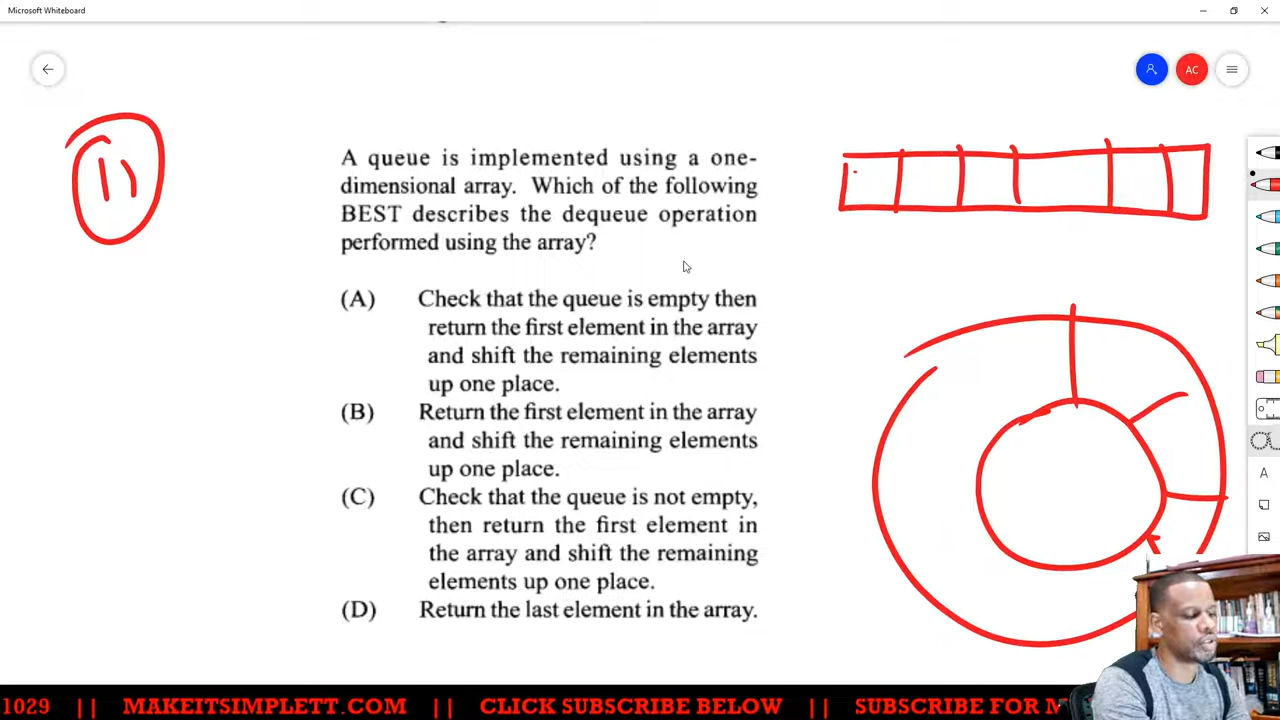 Microsoft Whiteboard
AC
11
A queue is implemented using a one-
dimensional array. Which of the following
BEST describes the dequeue operation
performed using the array?
(A) Check that the queue is empty then
return the first element in the array
and shift the remaining elements
up one place.
(B) Return the first element in the array
and shift the remaining elements
up one place.
(C) Check that the queue is not empty,
then return the first element in
the array and shift the remaining
elements up one place.
(D) Return the last element in the array.
A
1029 || MAKEITSIMPLETT.COM || CLICK SUBSCRIBE BELOW || SUBSCRIBE FOR M